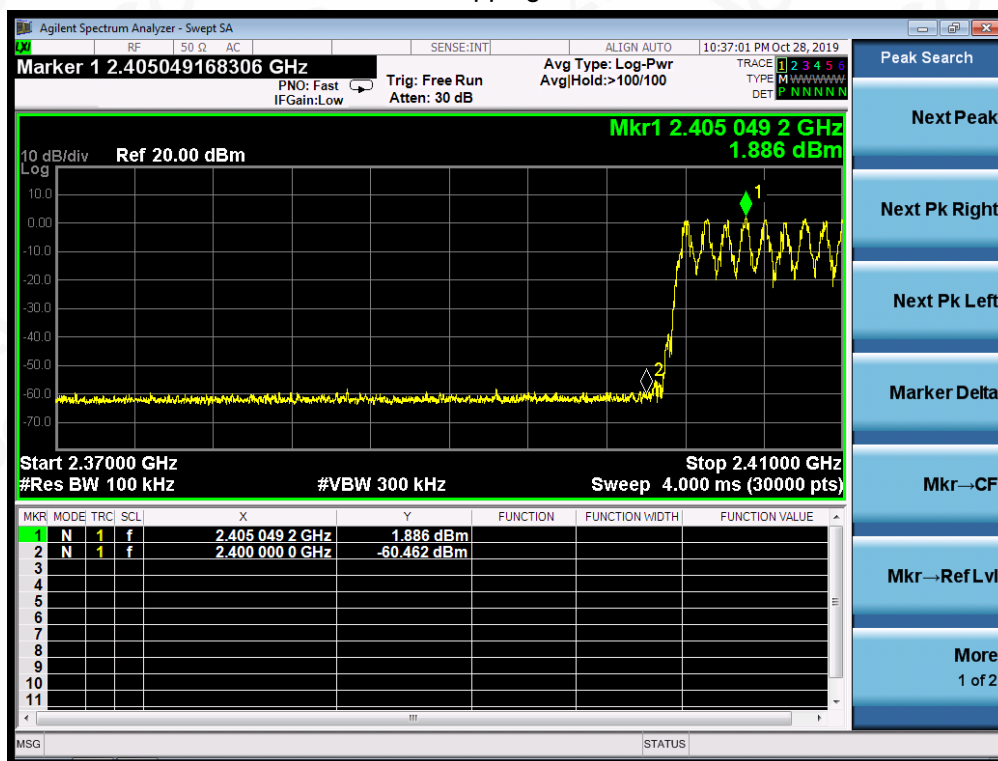 Agilent Spectrum Analyzer - Swept SA
LXI RF 50 Ω AC SENSE:INT ALIGN AUTO 10:37:01 PM Oct 28, 2019
Marker 1 2.405049168306 GHz
PNO: Fast
IFGain:Low
Trig: Free Run
Atten: 30 dB
Avg Type: Log-Pwr
Avg|Hold:>100/100
TRACE 1 2 3 4 5 6
TYPE M WWWWW
DET P N N N N N
Mkr1 2.405 049 2 GHz
1.886 dBm
10 dB/div Ref 20.00 dBm
Log
10.0
0.00
-10.0
-20.0
-30.0
-40.0
-50.0
-60.0
-70.0
1
2
Start 2.37000 GHz Stop 2.41000 GHz
#Res BW 100 kHz #VBW 300 kHz Sweep 4.000 ms (30000 pts)
MKR MODE TRC SCL X Y FUNCTION FUNCTION WIDTH FUNCTION VALUE
1 N 1 f 2.405 049 2 GHz 1.886 dBm
2 N 1 f 2.400 000 0 GHz -60.462 dBm
3
4
5
6
7
8
9
10
11
MSG STATUS
Peak Search
Next Peak
Next Pk Right
Next Pk Left
Marker Delta
Mkr→CF
Mkr→Ref Lvl
More
1 of 2